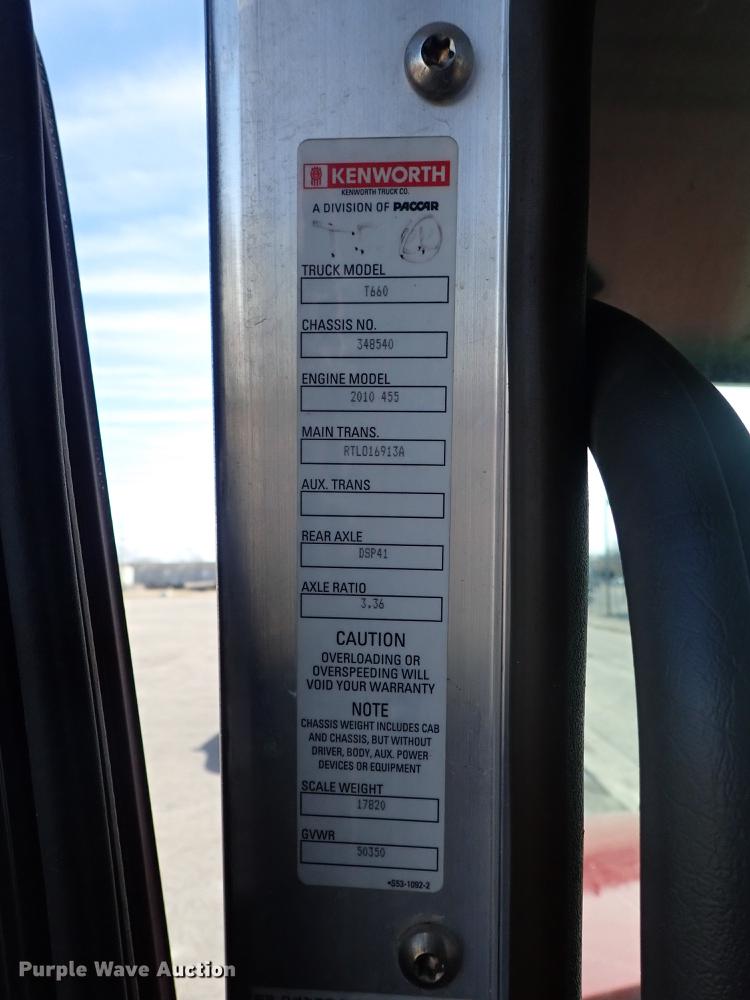 KENWORTH
KENWORTH TRUCK CO.
A DIVISION OF PACCAR
TRUCK MODEL
T660
CHASSIS NO.
348540
ENGINE MODEL
2010 455
MAIN TRANS.
RTLO16913A
AUX. TRANS
REAR AXLE
DSP41
AXLE RATIO
3.36
CAUTION
OVERLOADING OR
OVERSPEEDING WILL
VOID YOUR WARRANTY
NOTE
CHASSIS WEIGHT INCLUDES CAB
AND CHASSIS, BUT WITHOUT
DRIVER, BODY, AUX. POWER
DEVICES OR EQUIPMENT
SCALE WEIGHT
17820
GVWR
50350
*S53-1092-2
Purple Wave Auction